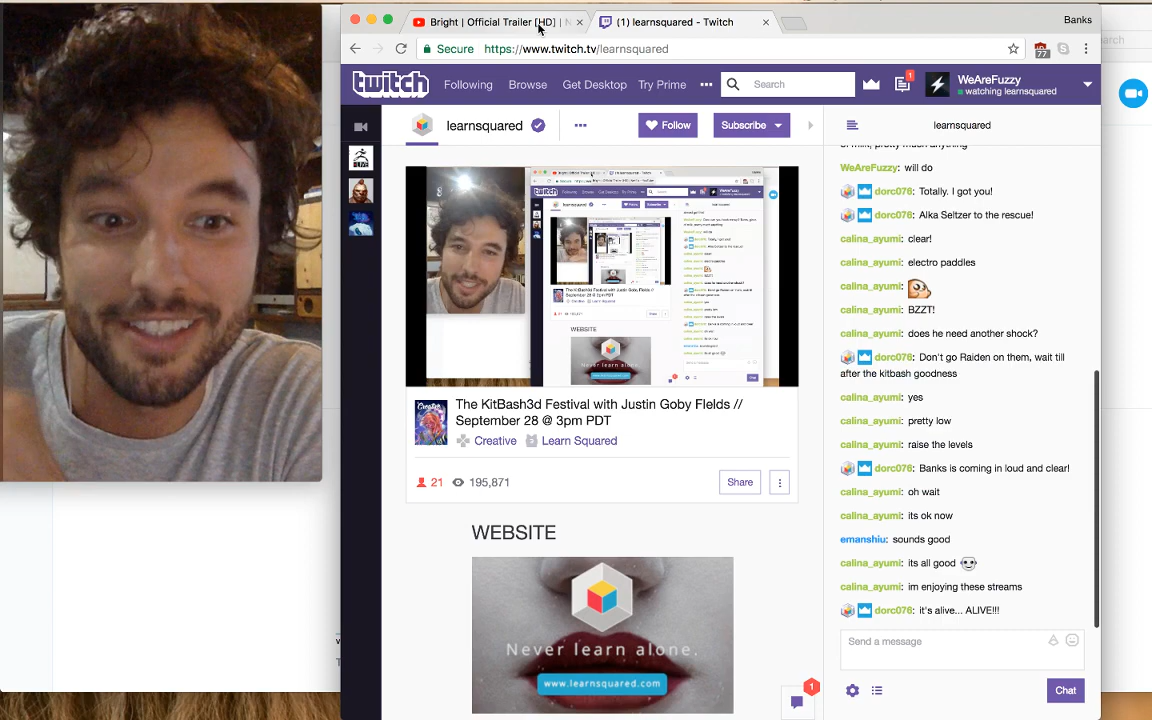 Bright | Official Trailer [HD] | N
(1) learnsquared - Twitch
Banks
Secure
https://www.twitch.tv/learnsquared
77
twitch
Following
Browse
Get Desktop
Try Prime
Search
1
WeAreFuzzy
watching learnsquared
learnsquared
Follow
Subscribe
learnsquared
WeAreFuzzy: will do
dorc076: Totally. I got you!
dorc076: Alka Seltzer to the rescue!
calina_ayumi: clear!
calina_ayumi: electro paddles
calina_ayumi:
calina_ayumi: BZZT!
calina_ayumi: does he need another shock?
dorc076: Don't go Raiden on them, wait till
after the kitbash goodness
calina_ayumi: yes
calina_ayumi: pretty low
calina_ayumi: raise the levels
dorc076: Banks is coming in loud and clear!
calina_ayumi: oh wait
calina_ayumi: its ok now
emanshiu: sounds good
calina_ayumi: its all good
calina_ayumi: im enjoying these streams
dorc076: it's alive... ALIVE!!!
Send a message
Chat
The KitBash3d Festival with Justin Goby Fields //
September 28 @ 3pm PDT
Creative
Learn Squared
21
195,871
Share
WEBSITE
Never learn alone.
www.learnsquared.com
1